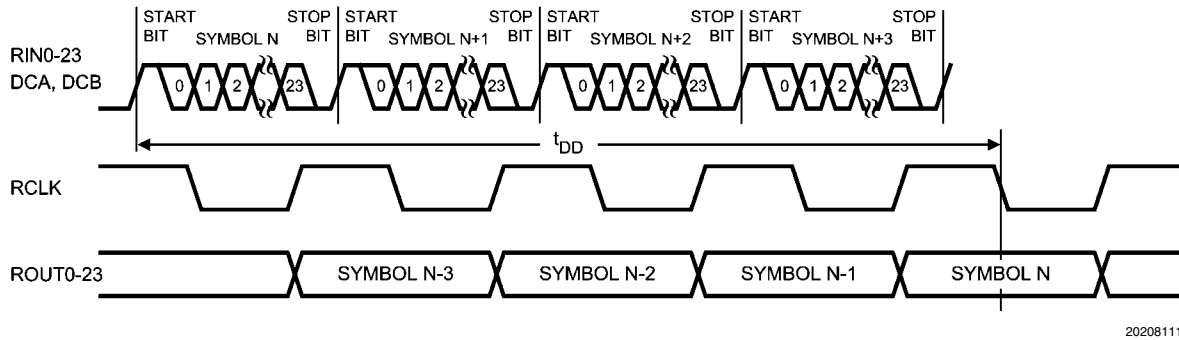 START BIT SYMBOL N STOP BIT START BIT SYMBOL N+1 STOP BIT START BIT SYMBOL N+2 STOP BIT START BIT SYMBOL N+3 STOP BIT
RIN0-23
DCA, DCB
0 1 2 23 0 1 2 23 0 1 2 23 0 1 2 23
tDD
RCLK
ROUT0-23 SYMBOL N-3 SYMBOL N-2 SYMBOL N-1 SYMBOL N
20208111